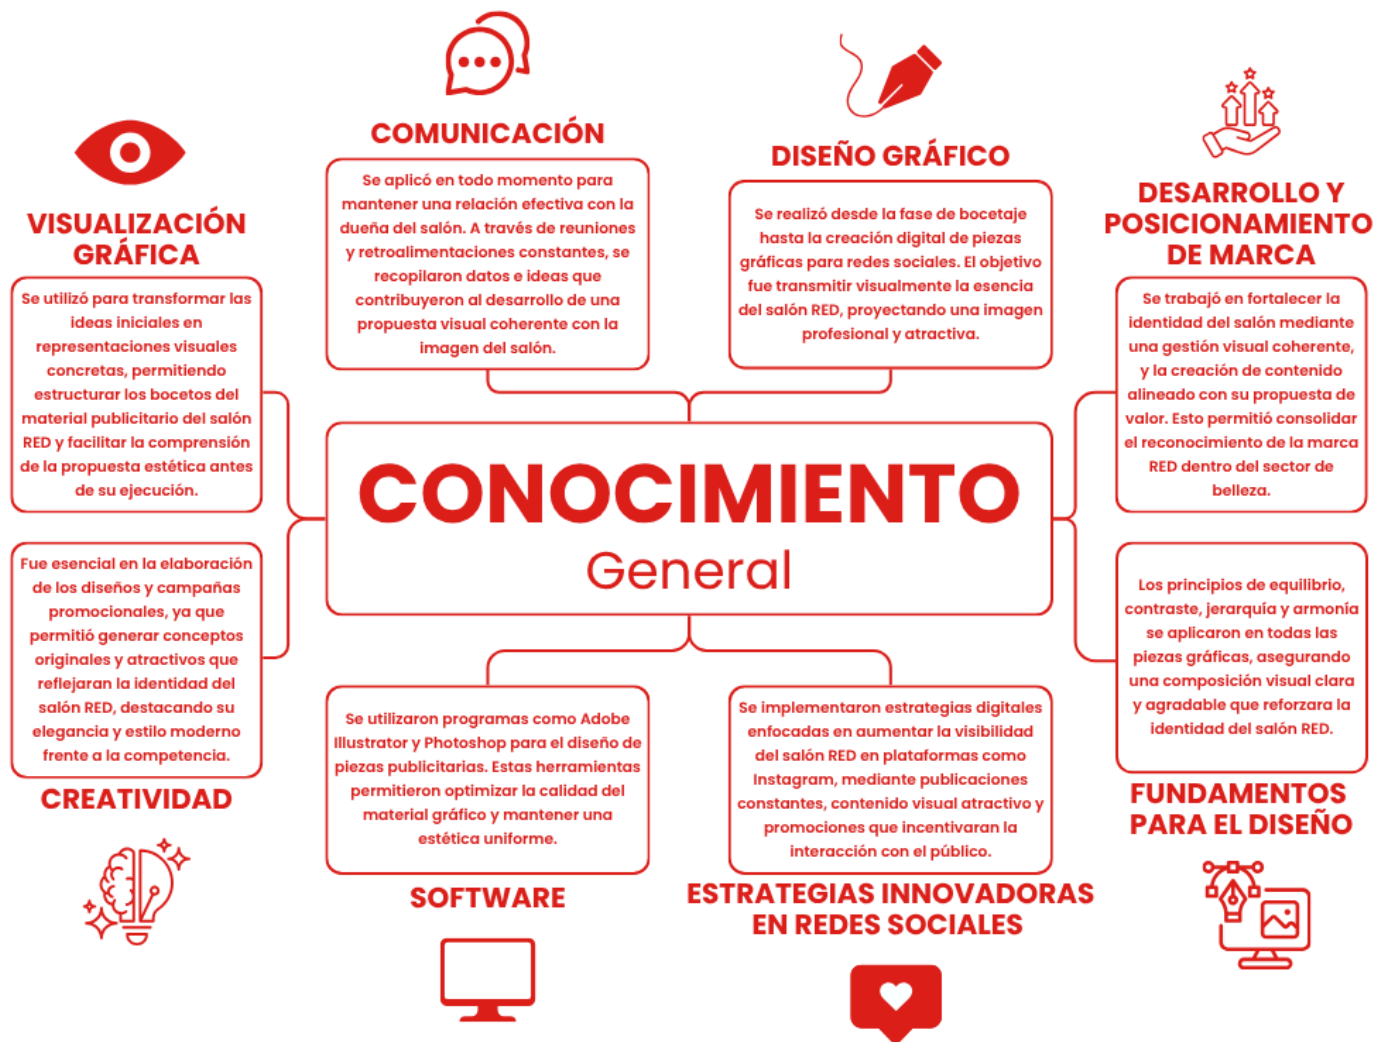 COMUNICACIÓN
Se aplicó en todo momento para
mantener una relación efectiva con la
dueña del salón. A través de reuniones
y retroalimentaciones constantes, se
recopilaron datos e ideas que
contribuyeron al desarrollo de una
propuesta visual coherente con la
imagen del salón.
DISEÑO GRÁFICO
Se realizó desde la fase de bocetaje
hasta la creación digital de piezas
gráficas para redes sociales. El objetivo
fue transmitir visualmente la esencia
del salón RED, proyectando una imagen
profesional y atractiva.
DESARROLLO Y
POSICIONAMIENTO
DE MARCA
Se trabajó en fortalecer la
identidad del salón mediante
una gestión visual coherente,
y la creación de contenido
alineado con su propuesta de
valor. Esto permitió consolidar
el reconocimiento de la marca
RED dentro del sector de
belleza.
VISUALIZACIÓN
GRÁFICA
Se utilizó para transformar las
ideas iniciales en
representaciones visuales
concretas, permitiendo
estructurar los bocetos del
material publicitario del salón
RED y facilitar la comprensión
de la propuesta estética antes
de su ejecución.
CONOCIMIENTO
General
Fue esencial en la elaboración
de los diseños y campañas
promocionales, ya que
permitió generar conceptos
originales y atractivos que
reflejaran la identidad del
salón RED, destacando su
elegancia y estilo moderno
frente a la competencia.
CREATIVIDAD
Se utilizaron programas como Adobe
Illustrator y Photoshop para el diseño de
piezas publicitarias. Estas herramientas
permitieron optimizar la calidad del
material gráfico y mantener una
estética uniforme.
SOFTWARE
Se implementaron estrategias digitales
enfocadas en aumentar la visibilidad
del salón RED en plataformas como
Instagram, mediante publicaciones
constantes, contenido visual atractivo y
promociones que incentivaran la
interacción con el público.
ESTRATEGIAS INNOVADORAS
EN REDES SOCIALES
Los principios de equilibrio,
contraste, jerarquía y armonía
se aplicaron en todas las
piezas gráficas, asegurando
una composición visual clara
y agradable que reforzara la
identidad del salón RED.
FUNDAMENTOS
PARA EL DISEÑO